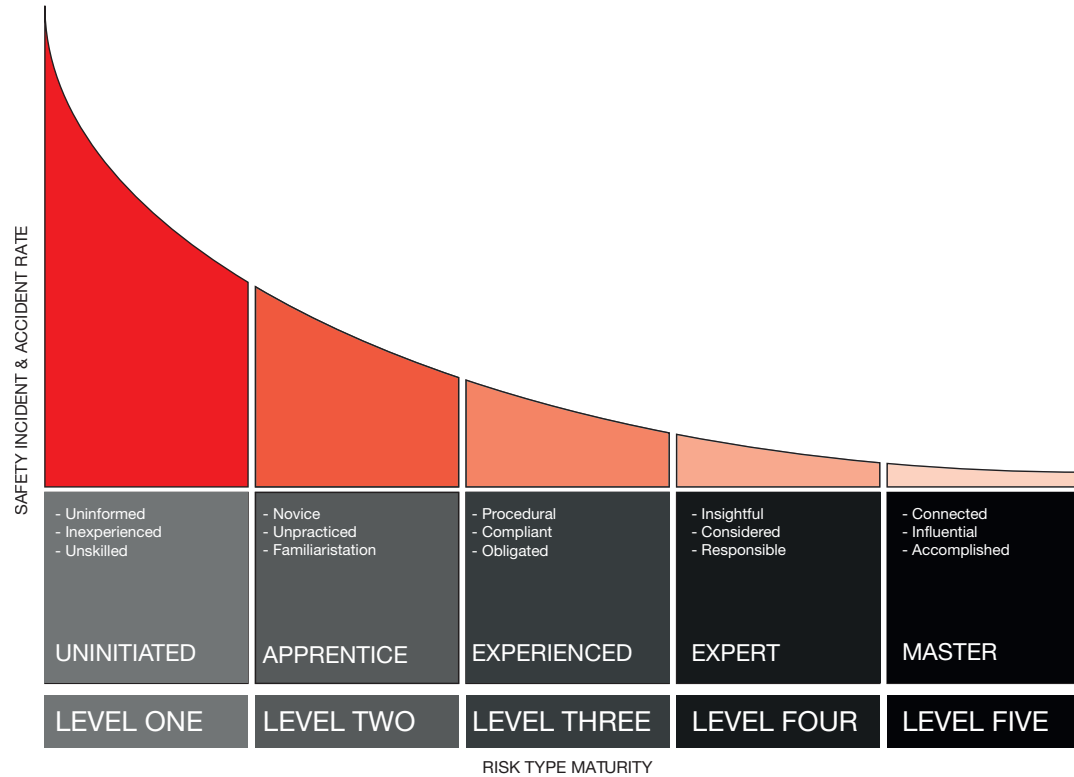 SAFETY INCIDENT & ACCIDENT RATE
- Uninformed
- Inexperienced
- Unskilled
UNINITIATED
LEVEL ONE
- Novice
- Unpracticed
- Familiaristation
APPRENTICE
LEVEL TWO
- Procedural
- Compliant
- Obligated
EXPERIENCED
LEVEL THREE
- Insightful
- Considered
- Responsible
EXPERT
LEVEL FOUR
- Connected
- Influential
- Accomplished
MASTER
LEVEL FIVE
RISK TYPE MATURITY